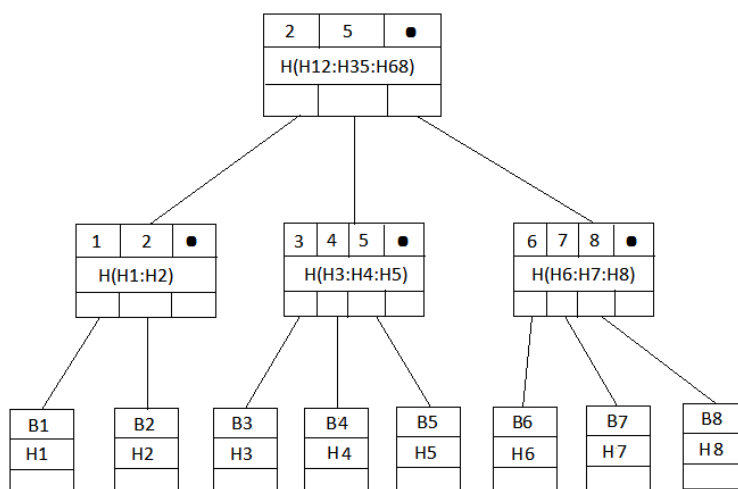 2 5 ●
H(H12:H35:H68)
1 2 ●
H(H1:H2)
3 4 5 ●
H(H3:H4:H5)
6 7 8 ●
H(H6:H7:H8)
B1
H1
B2
H2
B3
H3
B4
H4
B5
H5
B6
H6
B7
H7
B8
H8